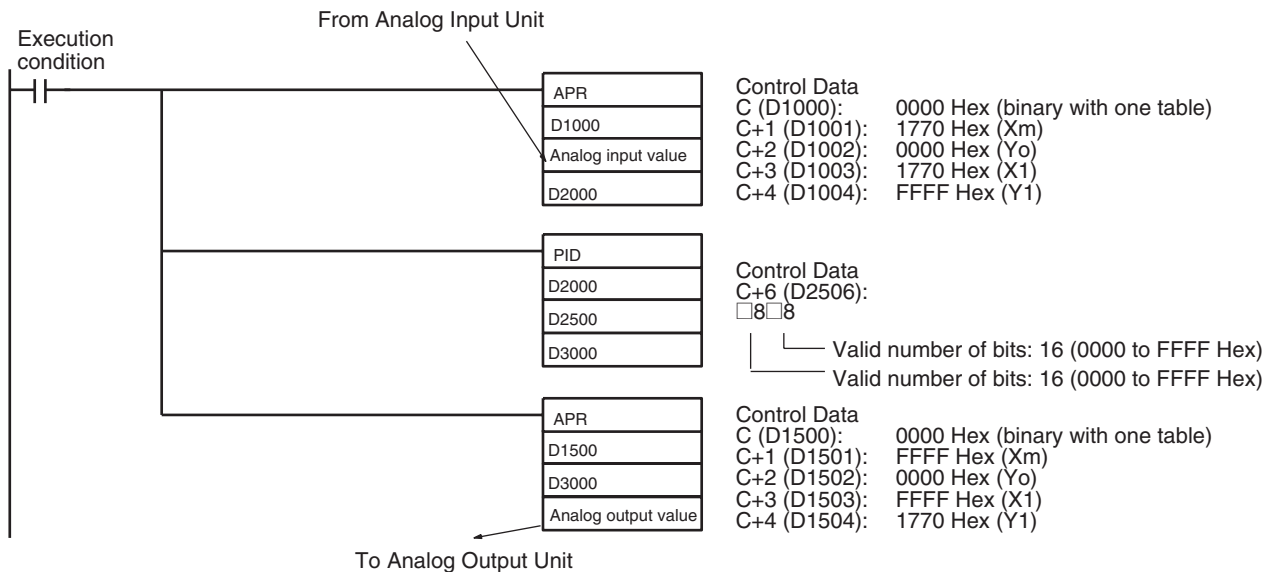 From Analog Input Unit
Execution
condition
APR
D1000
Analog input value
D2000
Control Data
C (D1000): 0000 Hex (binary with one table)
C+1 (D1001): 1770 Hex (Xm)
C+2 (D1002): 0000 Hex (Yo)
C+3 (D1003): 1770 Hex (X1)
C+4 (D1004): FFFF Hex (Y1)
PID
D2000
D2500
D3000
Control Data
C+6 (D2506):
□8□8
Valid number of bits: 16 (0000 to FFFF Hex)
Valid number of bits: 16 (0000 to FFFF Hex)
APR
D1500
D3000
Analog output value
Control Data
C (D1500): 0000 Hex (binary with one table)
C+1 (D1501): FFFF Hex (Xm)
C+2 (D1502): 0000 Hex (Yo)
C+3 (D1503): FFFF Hex (X1)
C+4 (D1504): 1770 Hex (Y1)
To Analog Output Unit